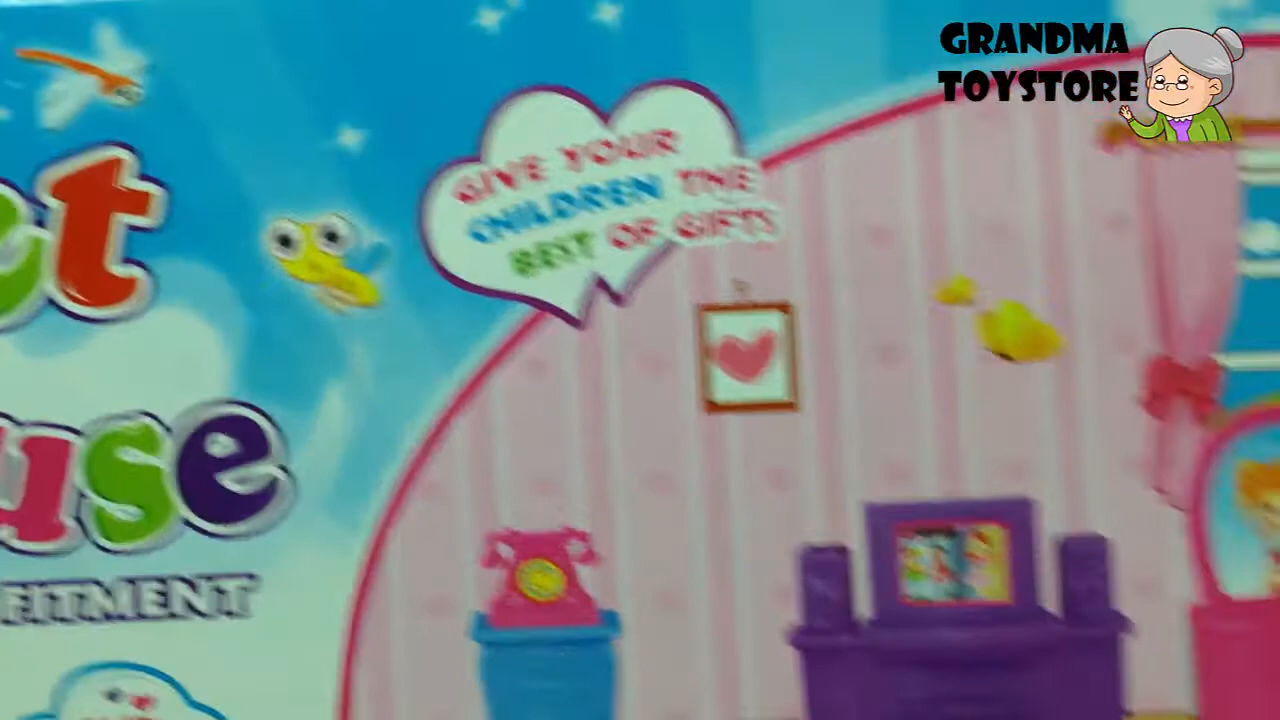 GRANDMA
TOYSTORE
GIVE YOUR
CHILDREN THE
BEST OF GIFTS
et
use
FITMENT